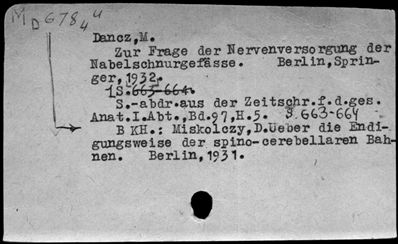 MD 67844
Dancz,M.
Zur Frage der Nervenversorgung der
Nabelschnurgefässe. Berlin,Sprin-
ger,1932.
1S.663-664.
S.-abdr.aus der Zeitschr.f.d.ges.
Anat.I.Abt.,Bd.97,H.5. S.663-664
B KH.: Miskolczy,D.Ueber die Endi-
gungsweise der spino-cerebellaren Bah-
nen. Berlin,1931.